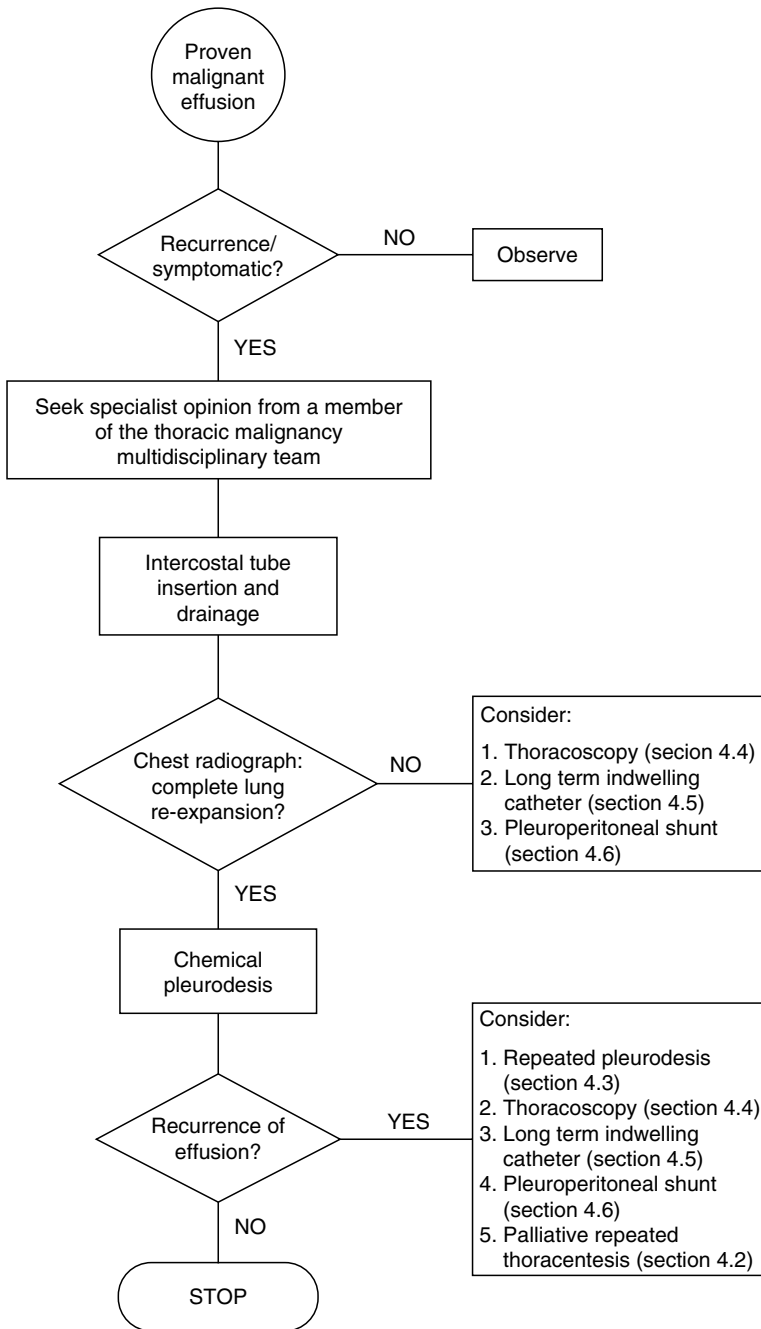 Proven
malignant
effusion
Recurrence/
symptomatic?
NO
Observe
YES
Seek specialist opinion from a member
of the thoracic malignancy
multidisciplinary team
Intercostal tube
insertion and
drainage
Chest radiograph:
complete lung
re-expansion?
NO
Consider:
1. Thoracoscopy (secion 4.4)
2. Long term indwelling
catheter (section 4.5)
3. Pleuroperitoneal shunt
(section 4.6)
YES
Chemical
pleurodesis
Recurrence of
effusion?
YES
Consider:
1. Repeated pleurodesis
(section 4.3)
2. Thoracoscopy (section 4.4)
3. Long term indwelling
catheter (section 4.5)
4. Pleuroperitoneal shunt
(section 4.6)
5. Palliative repeated
thoracentesis (section 4.2)
NO
STOP